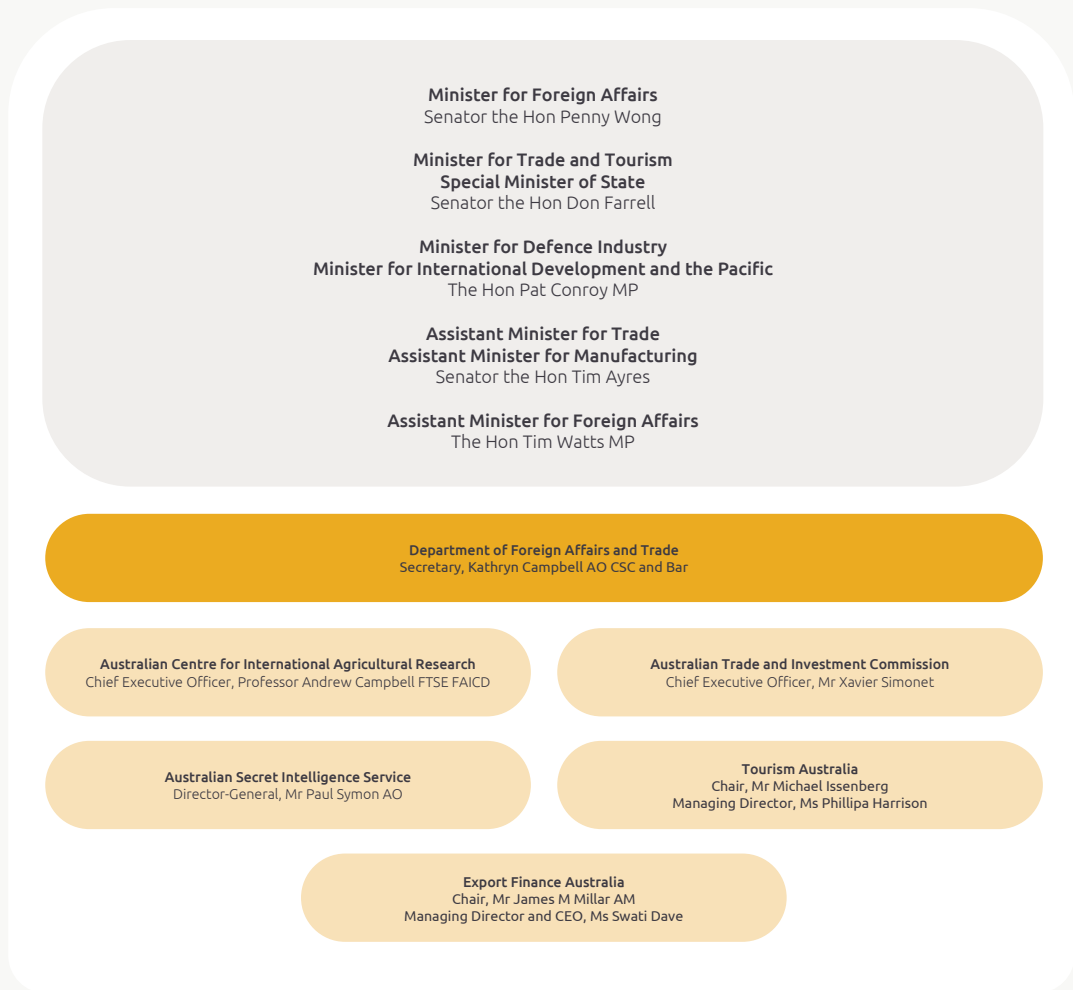 Minister for Foreign Affairs
Senator the Hon Penny Wong
Minister for Trade and Tourism
Special Minister of State
Senator the Hon Don Farrell
Minister for Defence Industry
Minister for International Development and the Pacific
The Hon Pat Conroy MP
Assistant Minister for Trade
Assistant Minister for Manufacturing
Senator the Hon Tim Ayres
Assistant Minister for Foreign Affairs
The Hon Tim Watts MP
Department of Foreign Affairs and Trade
Secretary, Kathryn Campbell AO CSC and Bar
Australian Centre for International Agricultural Research
Chief Executive Officer, Professor Andrew Campbell FTSE FAICD
Australian Trade and Investment Commission
Chief Executive Officer, Mr Xavier Simonet
Australian Secret Intelligence Service
Director-General, Mr Paul Symon AO
Tourism Australia
Chair, Mr Michael Issenberg
Managing Director, Ms Phillipa Harrison
Export Finance Australia
Chair, Mr James M Millar AM
Managing Director and CEO, Ms Swati Dave